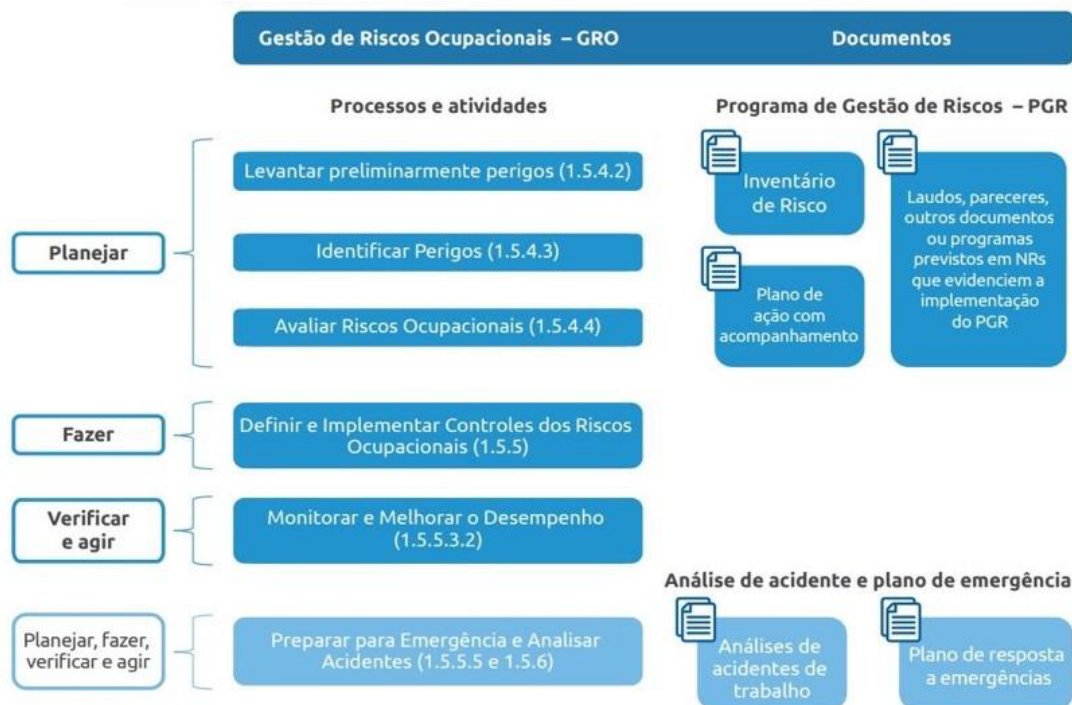 Gestão de Riscos Ocupacionais – GRO
Documentos
Processos e atividades
Programa de Gestão de Riscos – PGR
Planejar
Levantar preliminarmente perigos (1.5.4.2)
Identificar Perigos (1.5.4.3)
Avaliar Riscos Ocupacionais (1.5.4.4)
Inventário
de Risco
Plano de
ação com
acompanhamento
Laudos, pareceres,
outros documentos
ou programas
previstos em NRs
que evidenciem a
implementação
do PGR
Fazer
Definir e Implementar Controles dos Riscos
Ocupacionais (1.5.5)
Verificar
e agir
Monitorar e Melhorar o Desempenho
(1.5.5.3.2)
Análise de acidente e plano de emergência
Planejar, fazer,
verificar e agir
Preparar para Emergência e Analisar
Acidentes (1.5.5.5 e 1.5.6)
Análises de
acidentes de
trabalho
Plano de resposta
a emergências